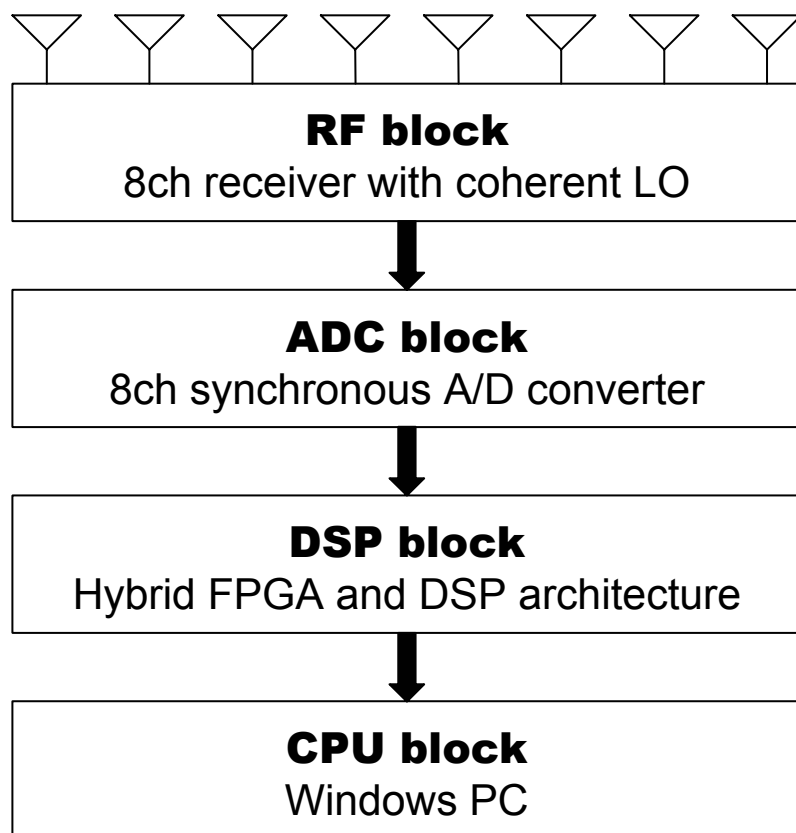 RF block
8ch receiver with coherent LO
ADC block
8ch synchronous A/D converter
DSP block
Hybrid FPGA and DSP architecture
CPU block
Windows PC